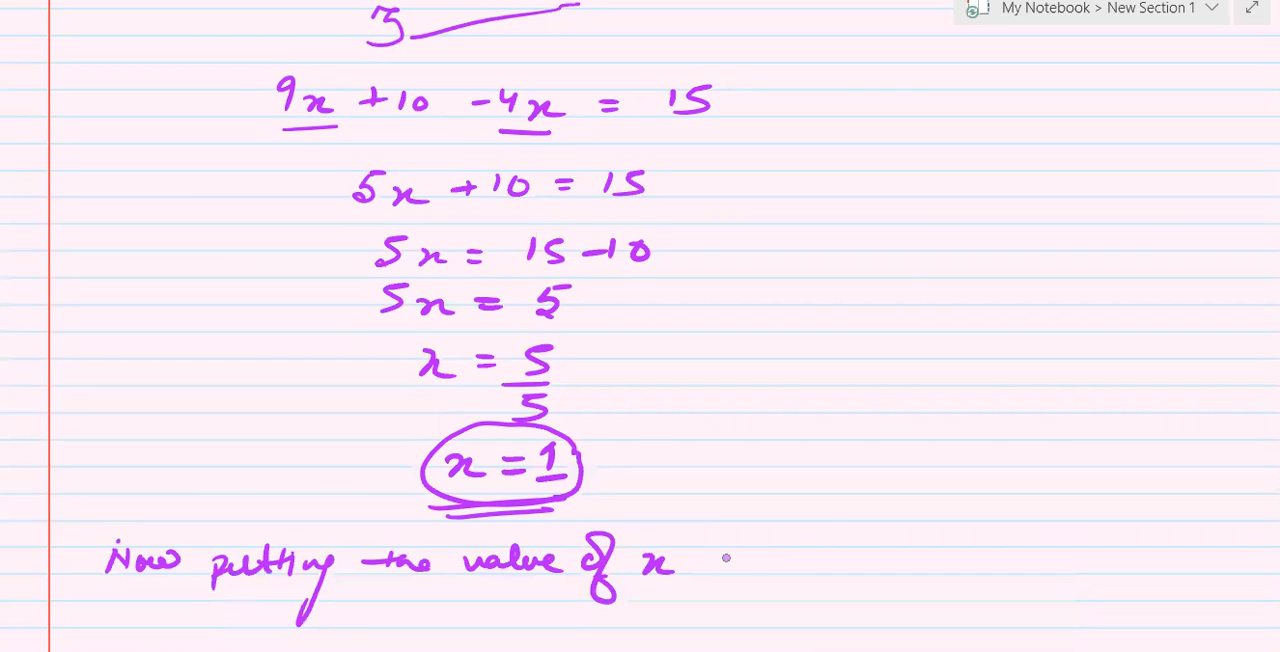 My Notebook > New Section 1
3
9x + 10 - 4x = 15
5x + 10 = 15
5x = 15 - 10
5x = 5
x = 5
5
x = 1
Now putting the value of x